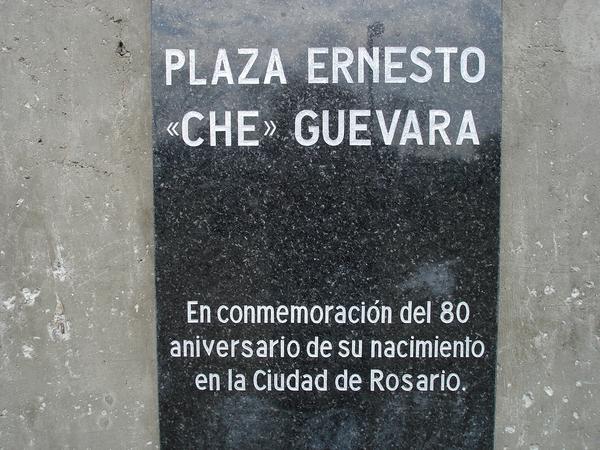 PLAZA ERNESTO
«CHE» GUEVARA
En conmemoración del 80
aniversario de su nacimiento
en la Ciudad de Rosario.